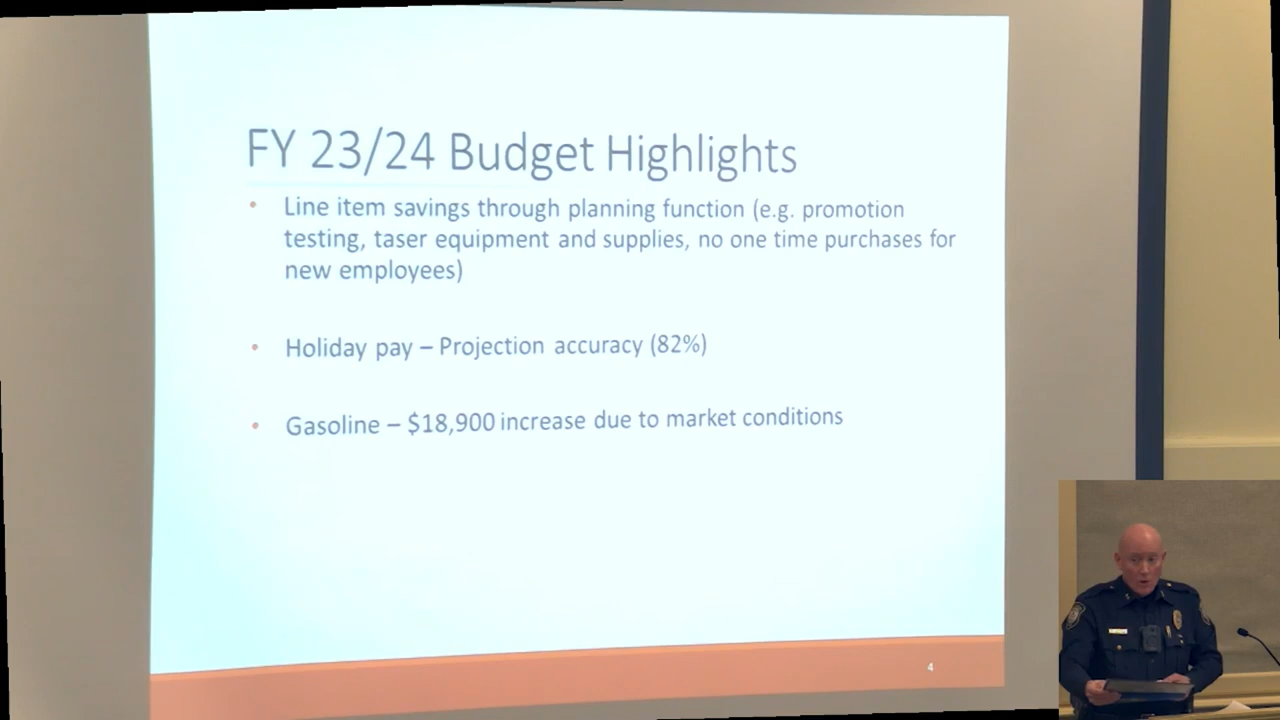 FY 23/24 Budget Highlights
• Line item savings through planning function (e.g. promotion
testing, taser equipment and supplies, no one time purchases for
new employees)
• Holiday pay – Projection accuracy (82%)
• Gasoline – $18,900 increase due to market conditions
4